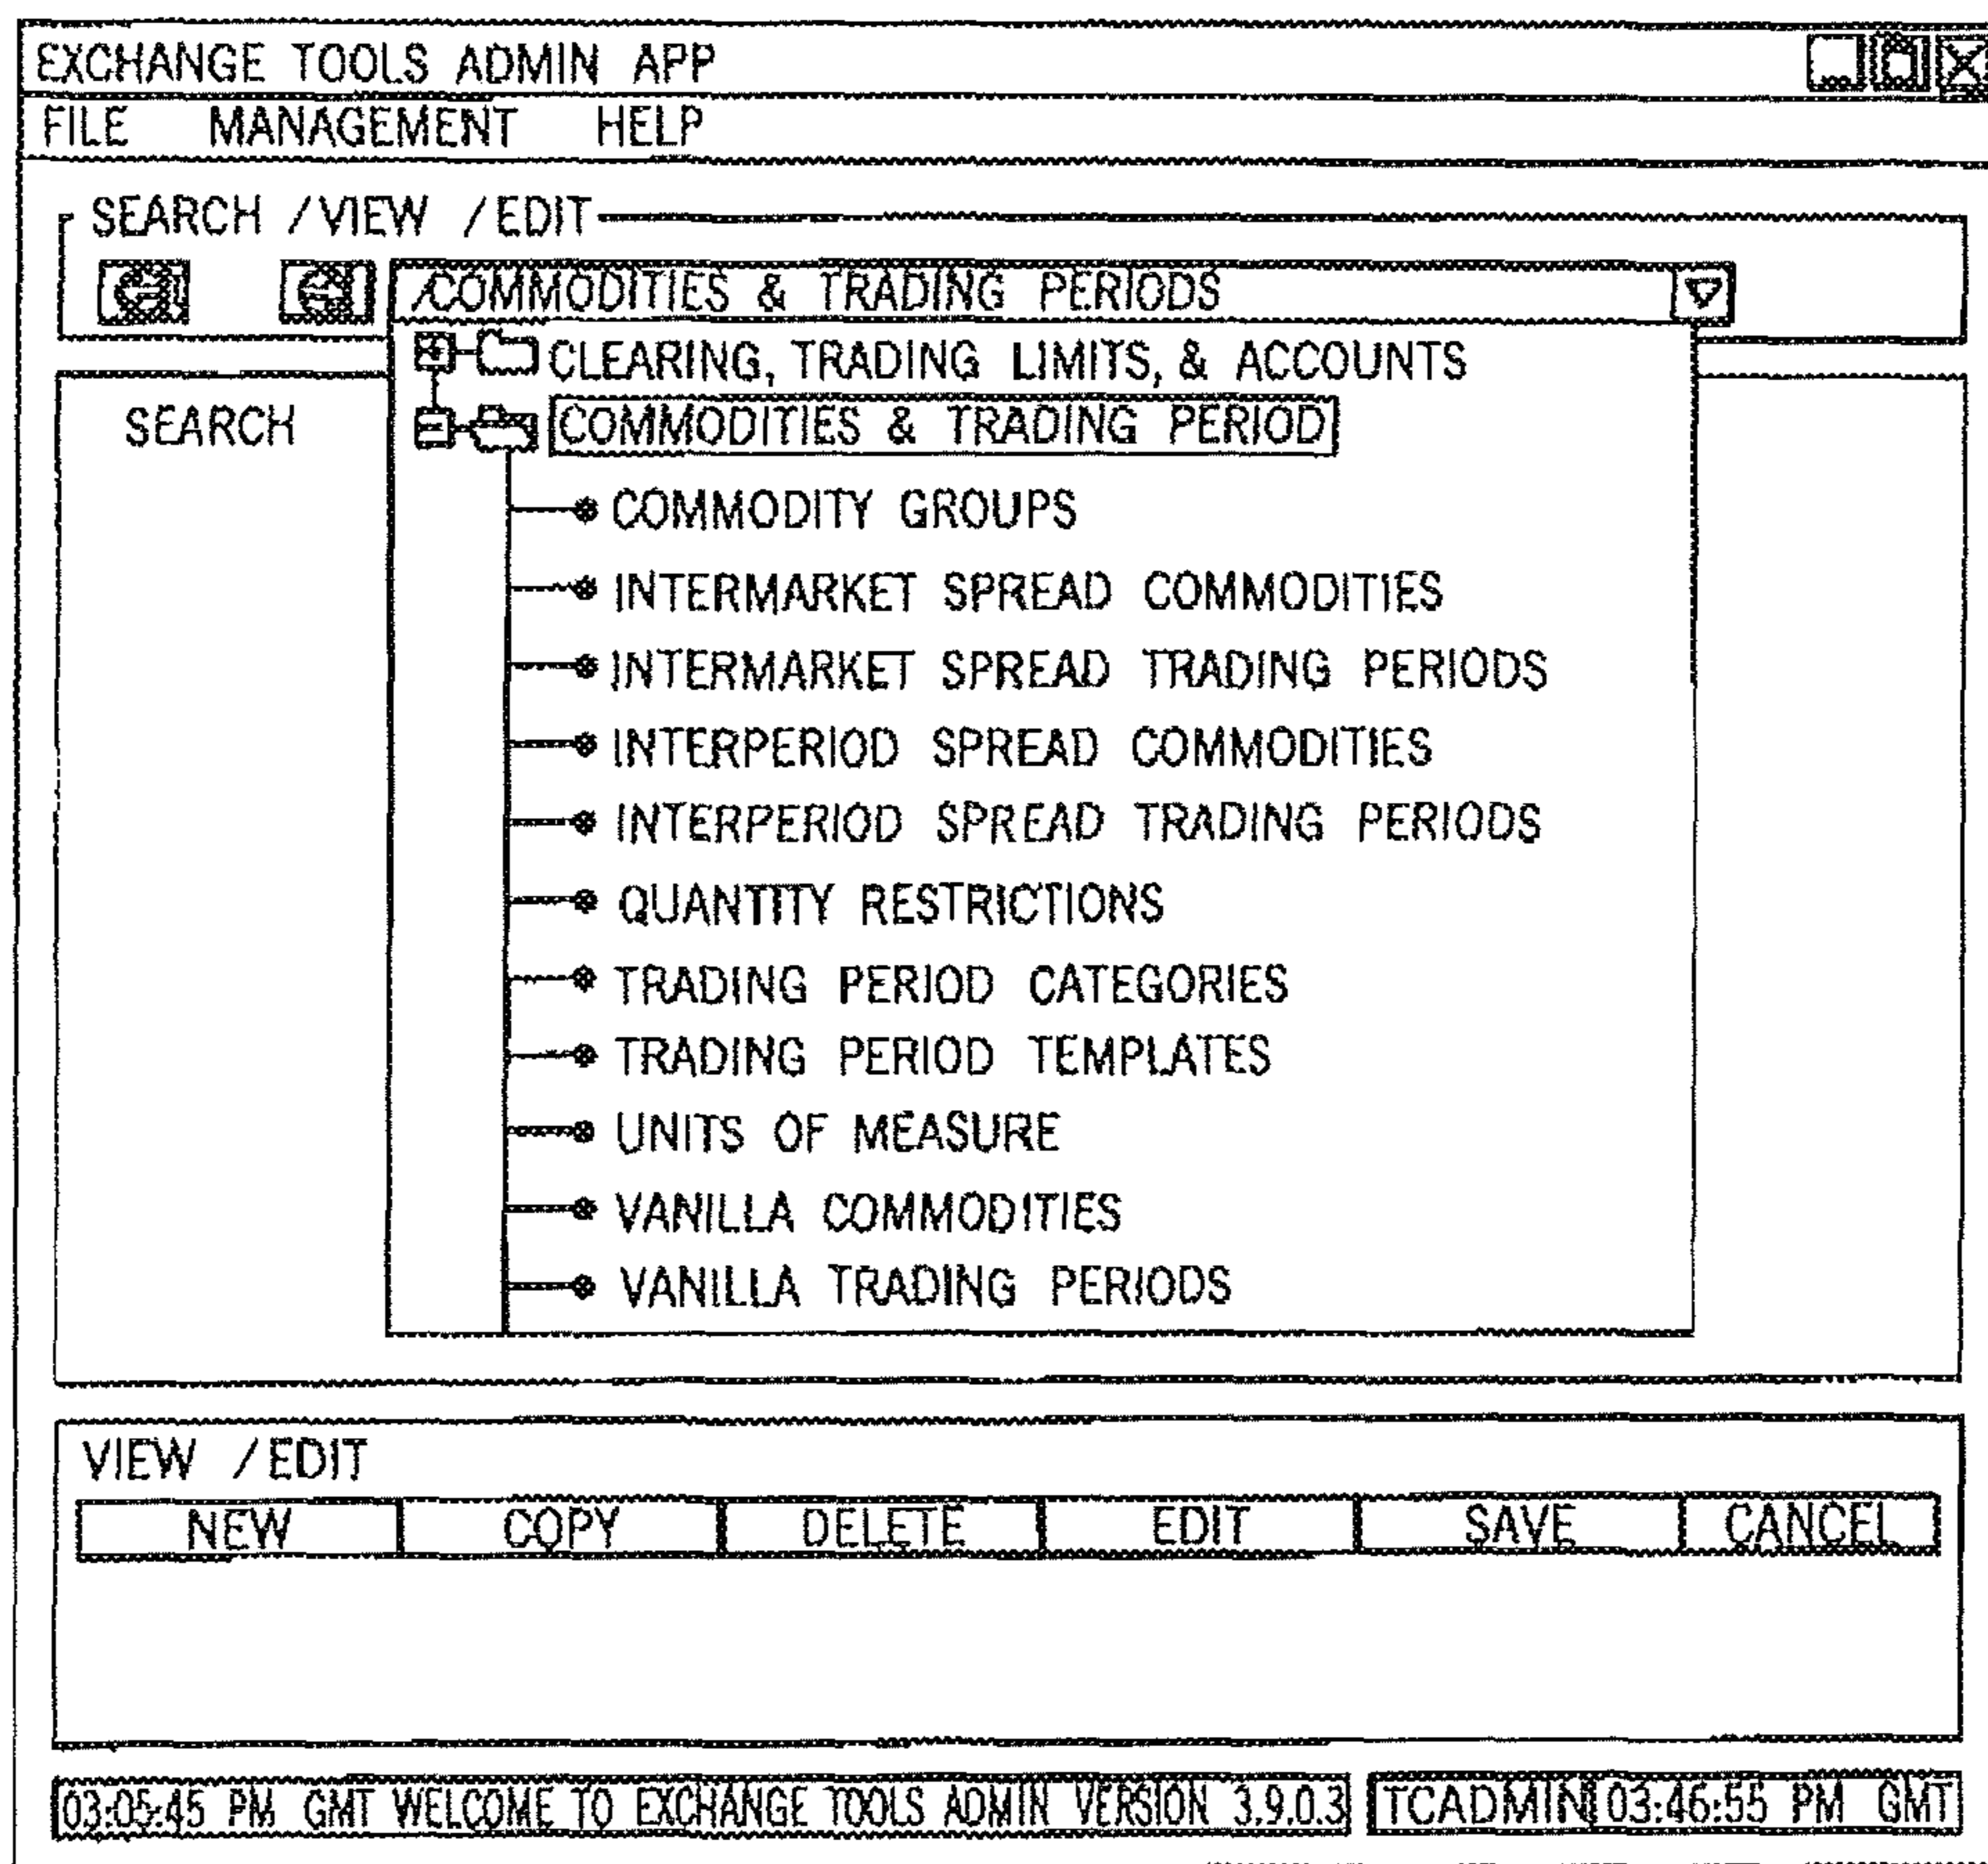 EXCHANGE TOOLS ADMIN APP
FILE MANAGEMENT HELP
SEARCH /VIEW /EDIT
/COMMODITIES & TRADING PERIODS
CLEARING, TRADING LIMITS, & ACCOUNTS
SEARCH
COMMODITIES & TRADING PERIOD
COMMODITY GROUPS
INTERMARKET SPREAD COMMODITIES
INTERMARKET SPREAD TRADING PERIODS
INTERPERIOD SPREAD COMMODITIES
INTERPERIOD SPREAD TRADING PERIODS
QUANTITY RESTRICTIONS
TRADING PERIOD CATEGORIES
TRADING PERIOD TEMPLATES
UNITS OF MEASURE
VANILLA COMMODITIES
VANILLA TRADING PERIODS
VIEW /EDIT
NEW COPY DELETE EDIT SAVE CANCEL
03:05:45 PM GMT WELCOME TO EXCHANGE TOOLS ADMIN VERSION 3.9.0.3 TCADMIN 03:46:55 PM GMT